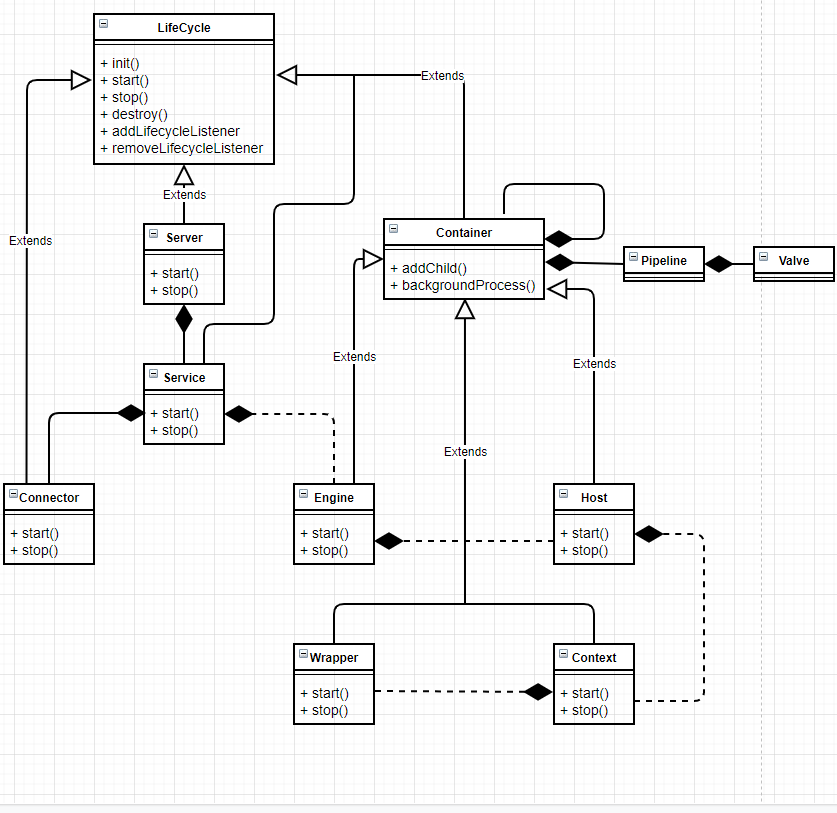 LifeCycle
+ init()
+ start()
+ stop()
+ destroy()
+ addLifecycleListener
+ removeLifecycleListener
Extends
Extends
Extends
Server
+ start()
+ stop()
Container
+ addChild()
+ backgroundProcess()
Pipeline
Valve
Extends
Extends
Service
+ start()
+ stop()
Extends
Connector
+ start()
+ stop()
Engine
+ start()
+ stop()
Host
+ start()
+ stop()
Wrapper
+ start()
+ stop()
Context
+ start()
+ stop()